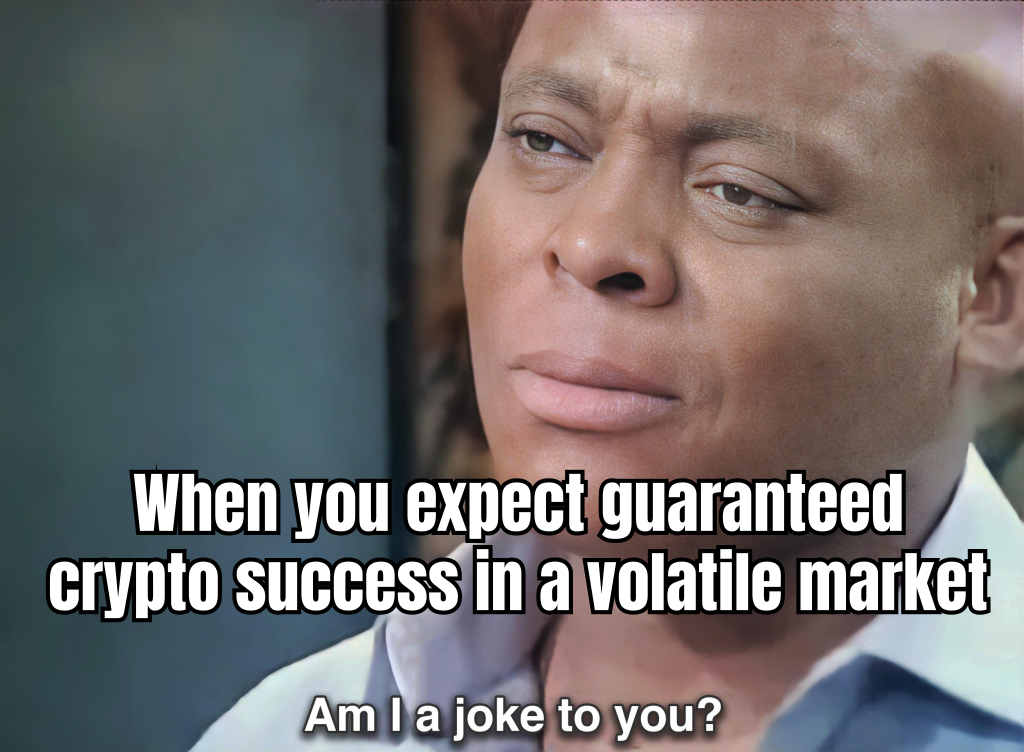 When you expect guaranteed
crypto success in a volatile market
Am I a joke to you?